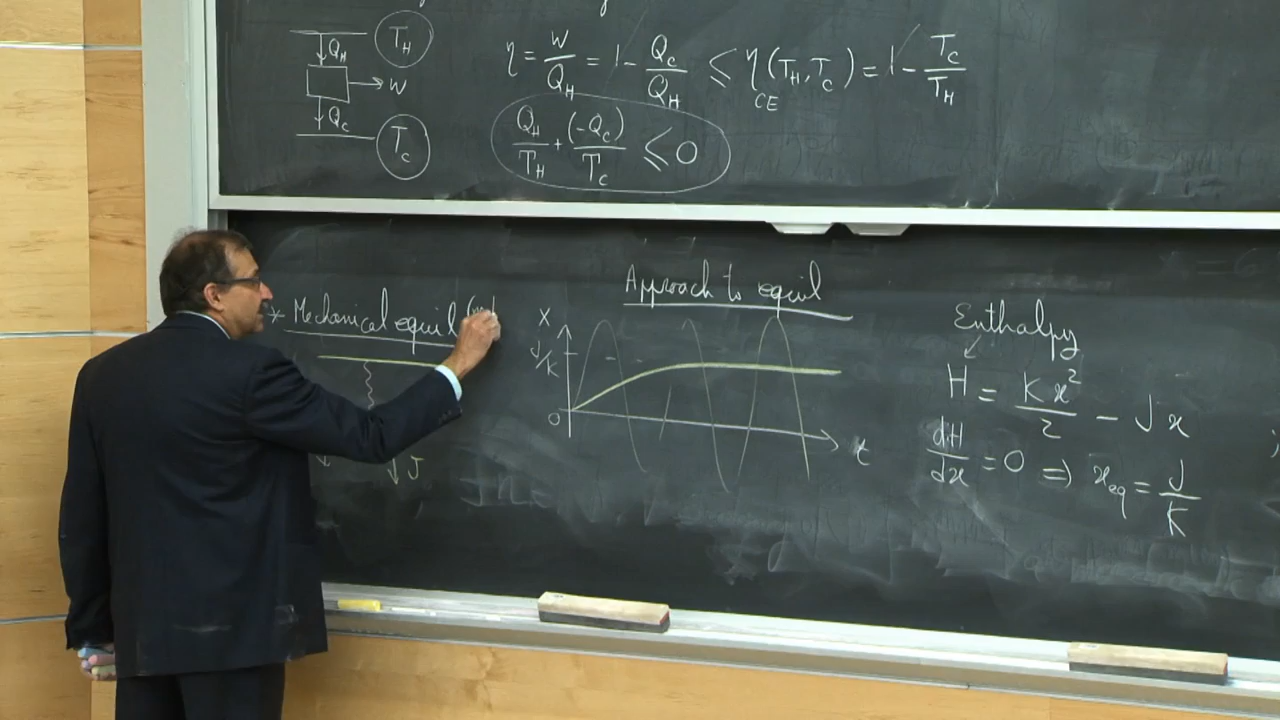 T_H
Q_H
W
Q_C
T_C
η = W/Q_H = 1 - Q_C/Q_H ≤ η_CE (T_H, T_C) = 1 - T_C/T_H
Q_H/T_H + (-Q_C)/T_C ≤ 0
* Mechanical equil
J
Approach to equil
x
J/K
0
t
Enthalpy
H = Kx²/2 - Jx
dH/dx = 0 ⇒ x_eq = J/K